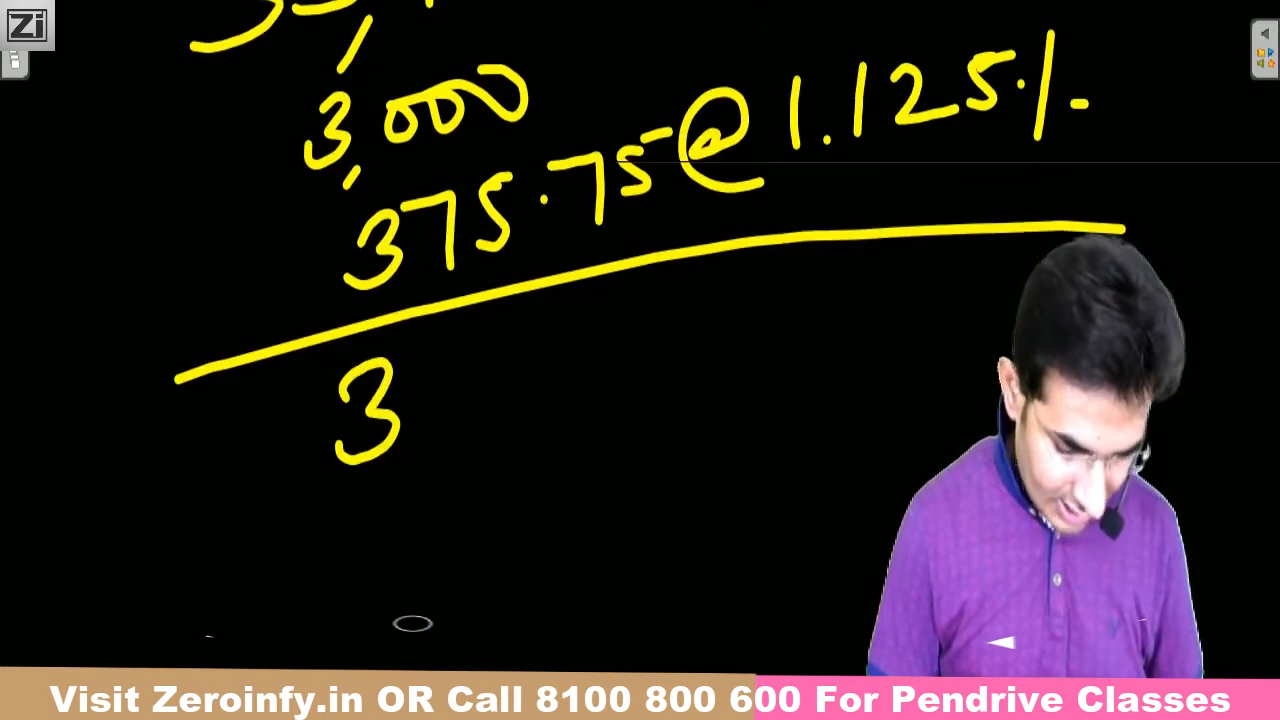 Zi
3,000
375.75 @ 1.125%
3
Visit Zeroinfy.in OR Call 8100 800 600 For Pendrive Classes